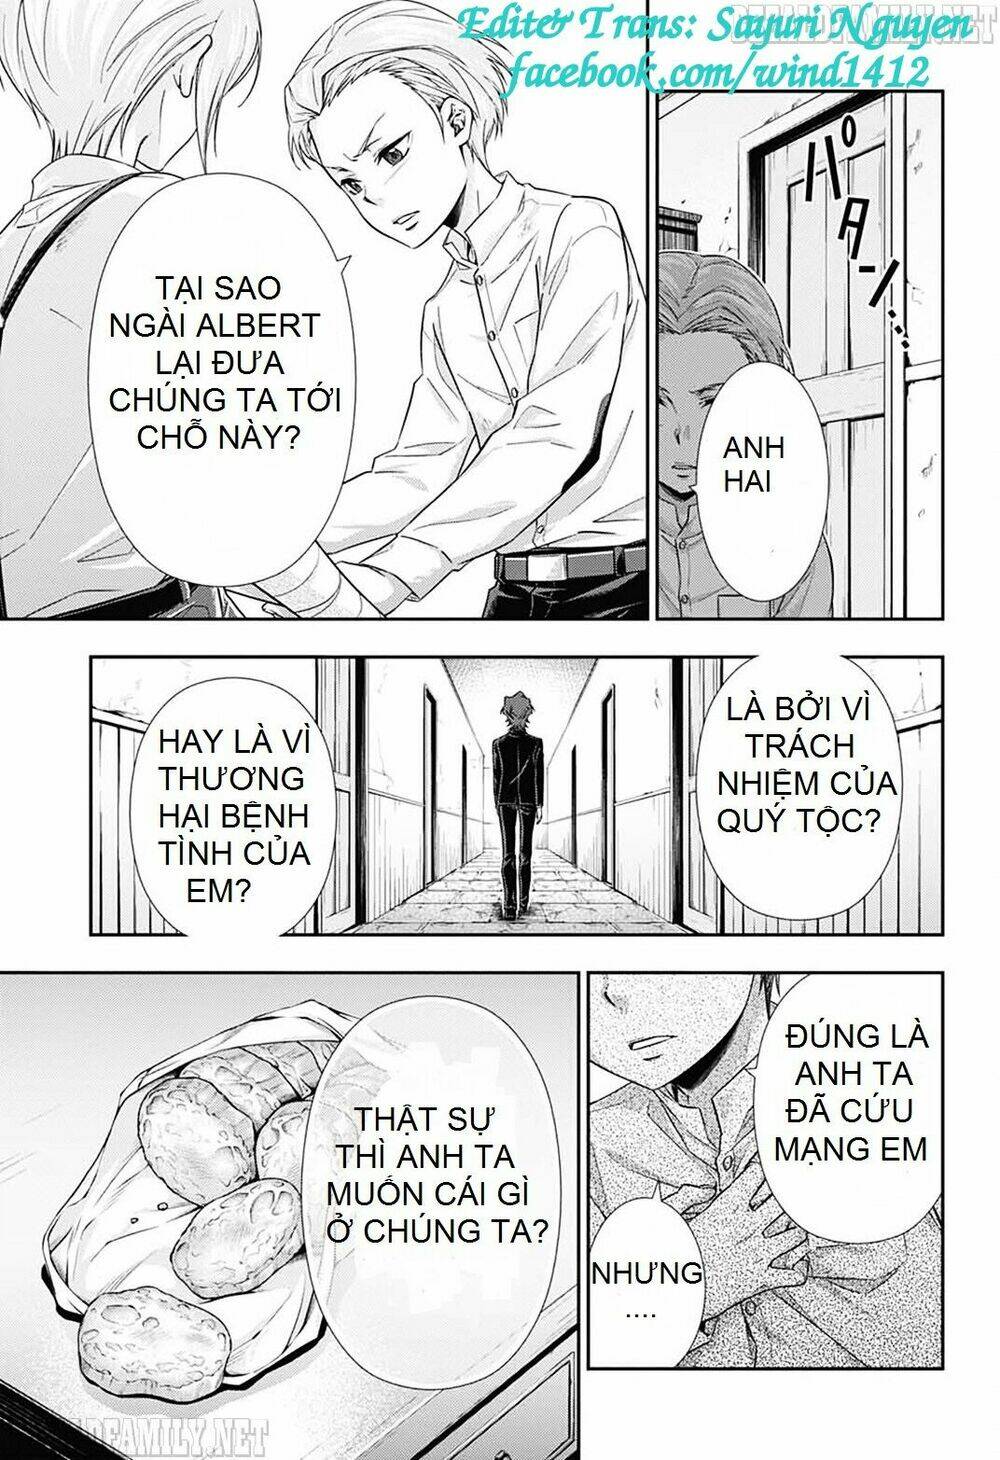 Edit& Trans: Sayuri Nguyen
facebook.com/wind1412
パタン!
ANH
HAI
TẠI SAO
NGÀI ALBERT
LẠI ĐƯA
CHÚNG TA TỚI
CHỖ NÀY?
LÀ BỞI VÌ
TRÁCH
NHIỆM CỦA
QUÝ TỘC?
HAY LÀ VÌ
THƯƠNG
HẠI BỆNH
TÌNH CỦA
EM?
ĐÚNG LÀ
ANH TA
ĐÃ CỨU
MẠNG EM
NHƯNG
....
THẬT SỰ
THÌ ANH TA
MUỐN CÁI GÌ
Ở CHÚNG TA?